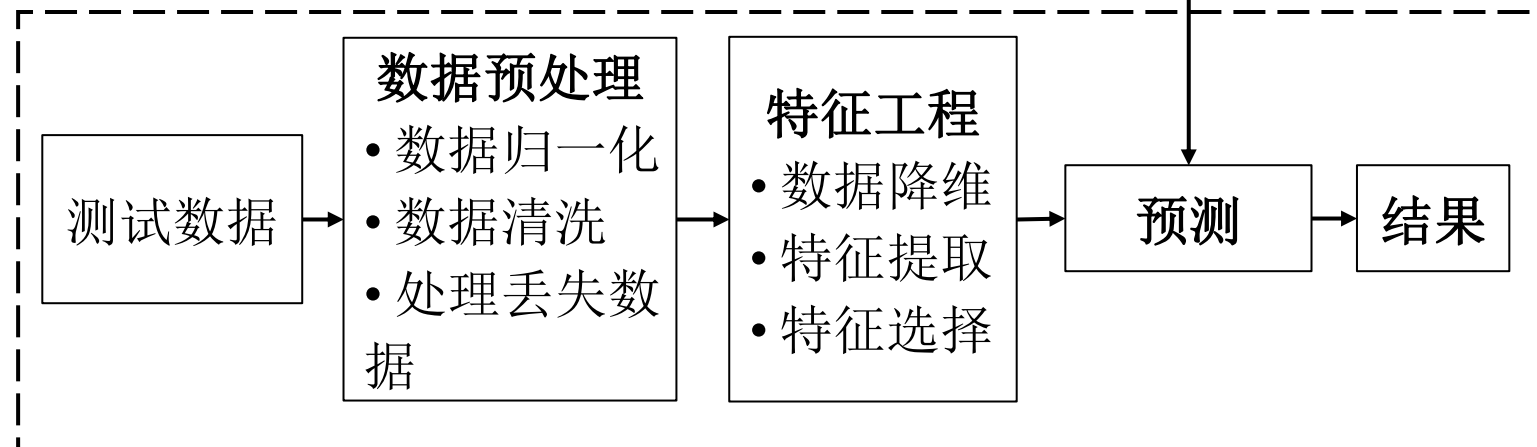 测试数据
数据预处理
• 数据归一化
• 数据清洗
• 处理丢失数
据
特征工程
• 数据降维
• 特征提取
• 特征选择
预测
结果